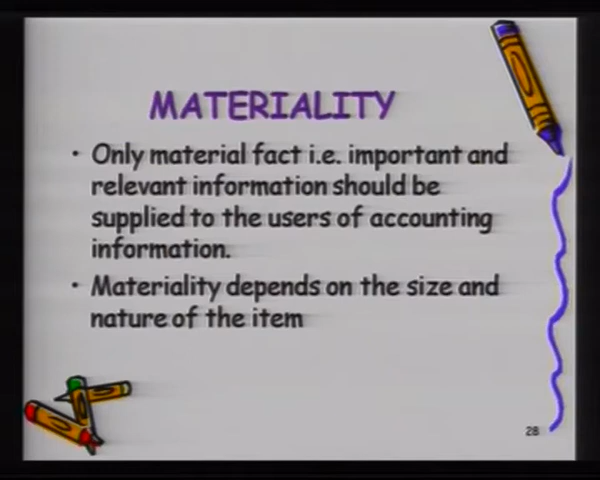 MATERIALITY
• Only material fact i.e. important and
relevant information should be
supplied to the users of accounting
information.
• Materiality depends on the size and
nature of the item
28